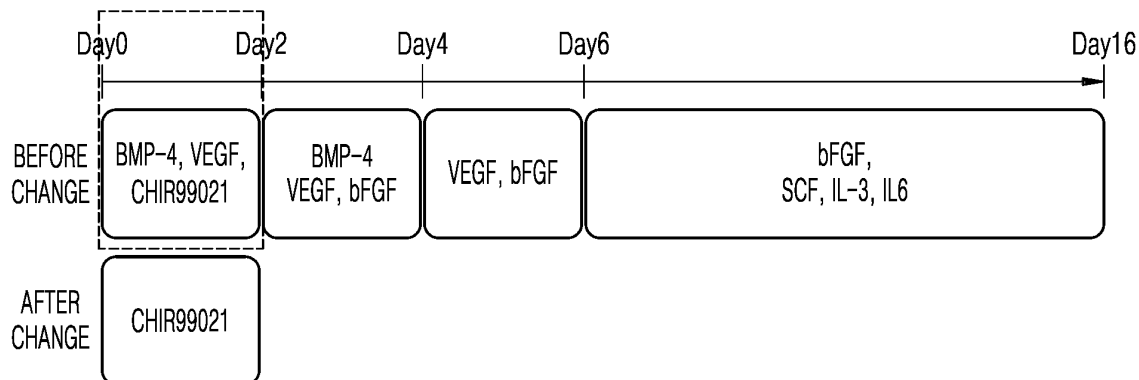 Day0 Day2 Day4 Day6 Day16
BEFORE
CHANGE
BMP-4, VEGF,
CHIR99021
BMP-4
VEGF, bFGF
VEGF, bFGF
bFGF,
SCF, IL-3, IL6
AFTER
CHANGE
CHIR99021